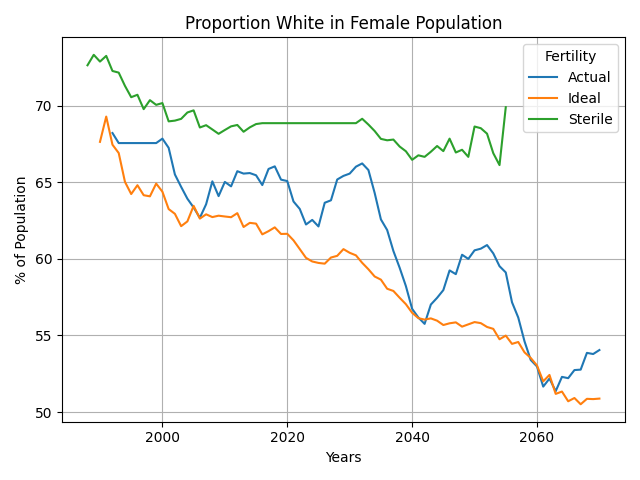 Proportion White in Female Population
% of Population
70
65
60
55
50
Fertility
Actual
Ideal
Sterile
2000
2020
2040
2060
Years